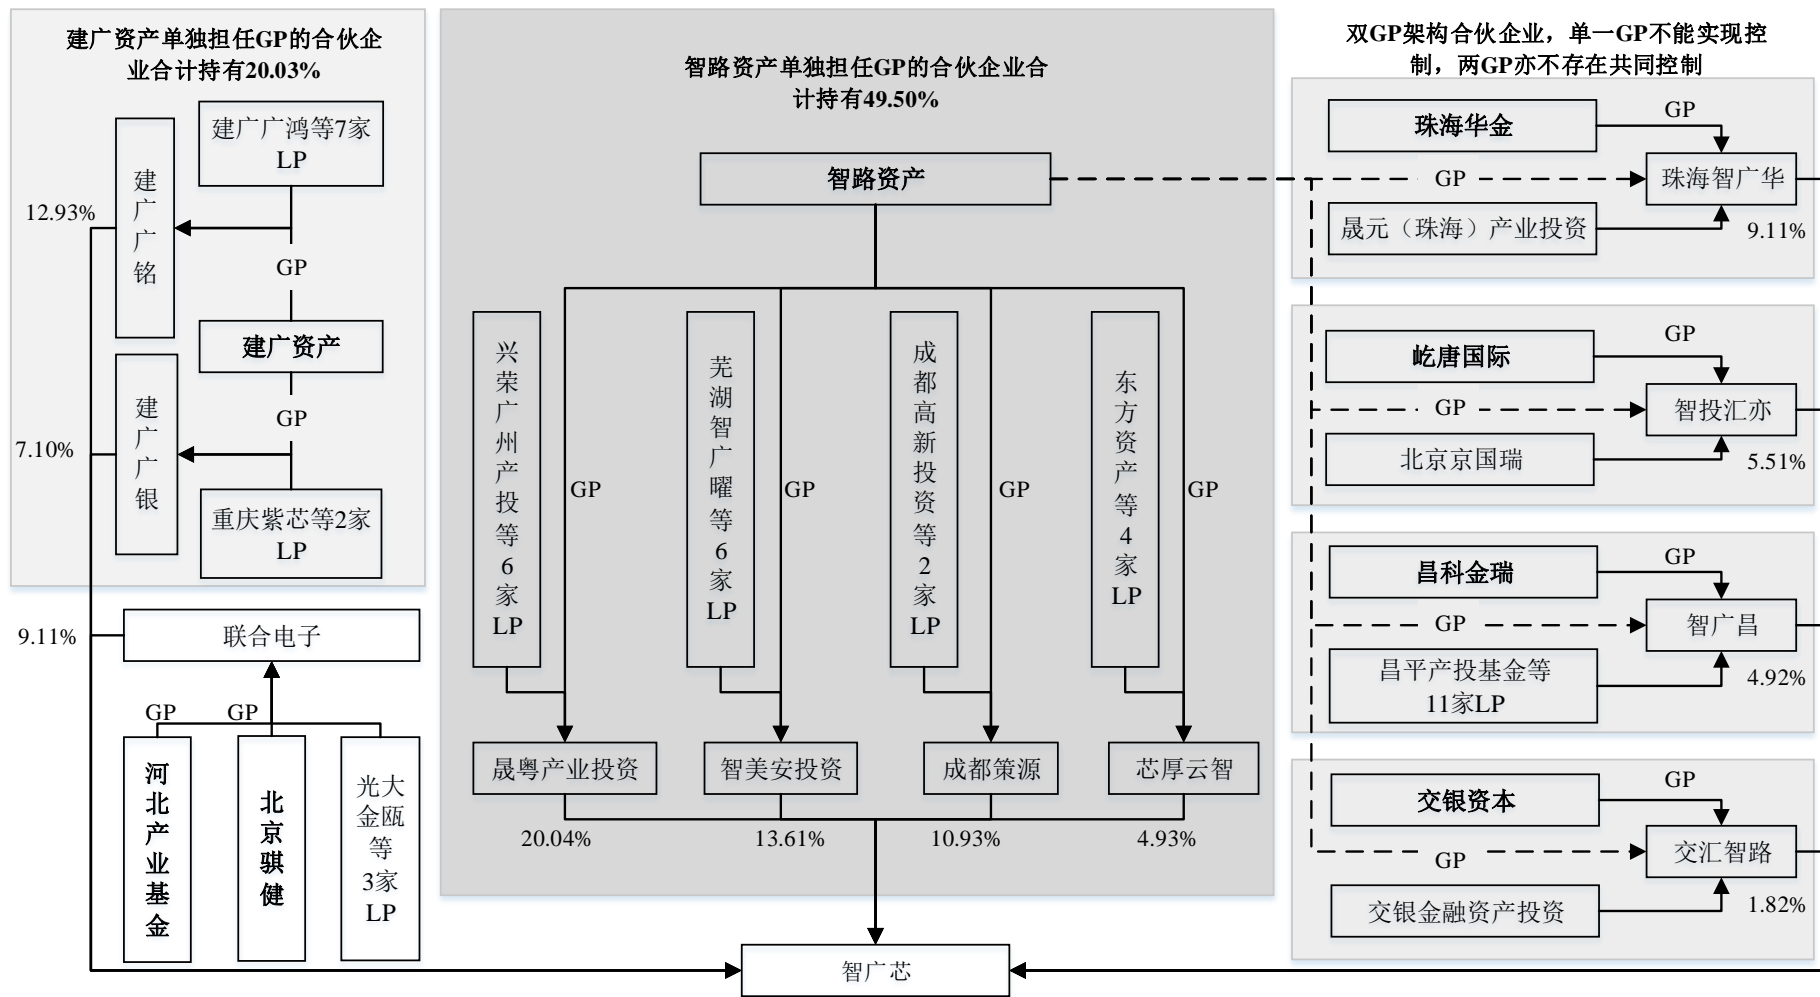 建广资产单独担任GP的合伙企
业合计持有20.03%
建广广鸿等7家
LP
建广广铭
12.93%
GP
建广资产
GP
建广广银
7.10%
重庆紫芯等2家
LP
联合电子
9.11%
GP
GP
河北产业基金
北京骐健
光大
金瓯
等
3家
LP
智路资产单独担任GP的合伙企业合
计持有49.50%
智路资产
兴荣广州产投等6家LP
GP
芜湖智广曜等6家LP
GP
成都高新投资等2家LP
GP
东方资产等4家LP
GP
晟粤产业投资
智美安投资
成都策源
芯厚云智
20.04%
13.61%
10.93%
4.93%
智广芯
双GP架构合伙企业，单一GP不能实现控
制，两GP亦不存在共同控制
珠海华金
GP
GP
珠海智广华
晟元（珠海）产业投资
9.11%
屹唐国际
GP
GP
智投汇亦
北京京国瑞
5.51%
昌科金瑞
GP
GP
智广昌
昌平产投基金等
11家LP
4.92%
交银资本
GP
GP
交汇智路
交银金融资产投资
1.82%